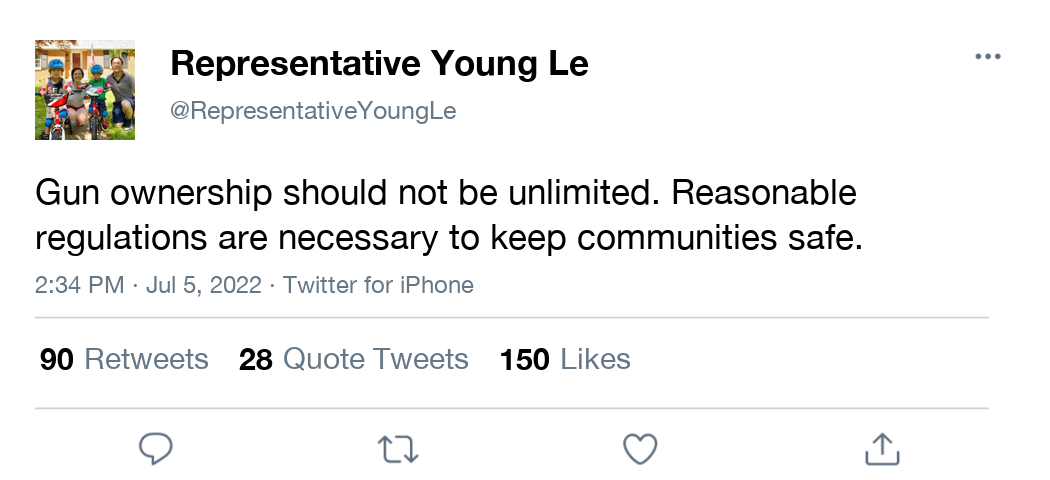 Representative Young Le
@RepresentativeYoungLe
Gun ownership should not be unlimited. Reasonable
regulations are necessary to keep communities safe.
2:34 PM · Jul 5, 2022 · Twitter for iPhone
90 Retweets 28 Quote Tweets 150 Likes